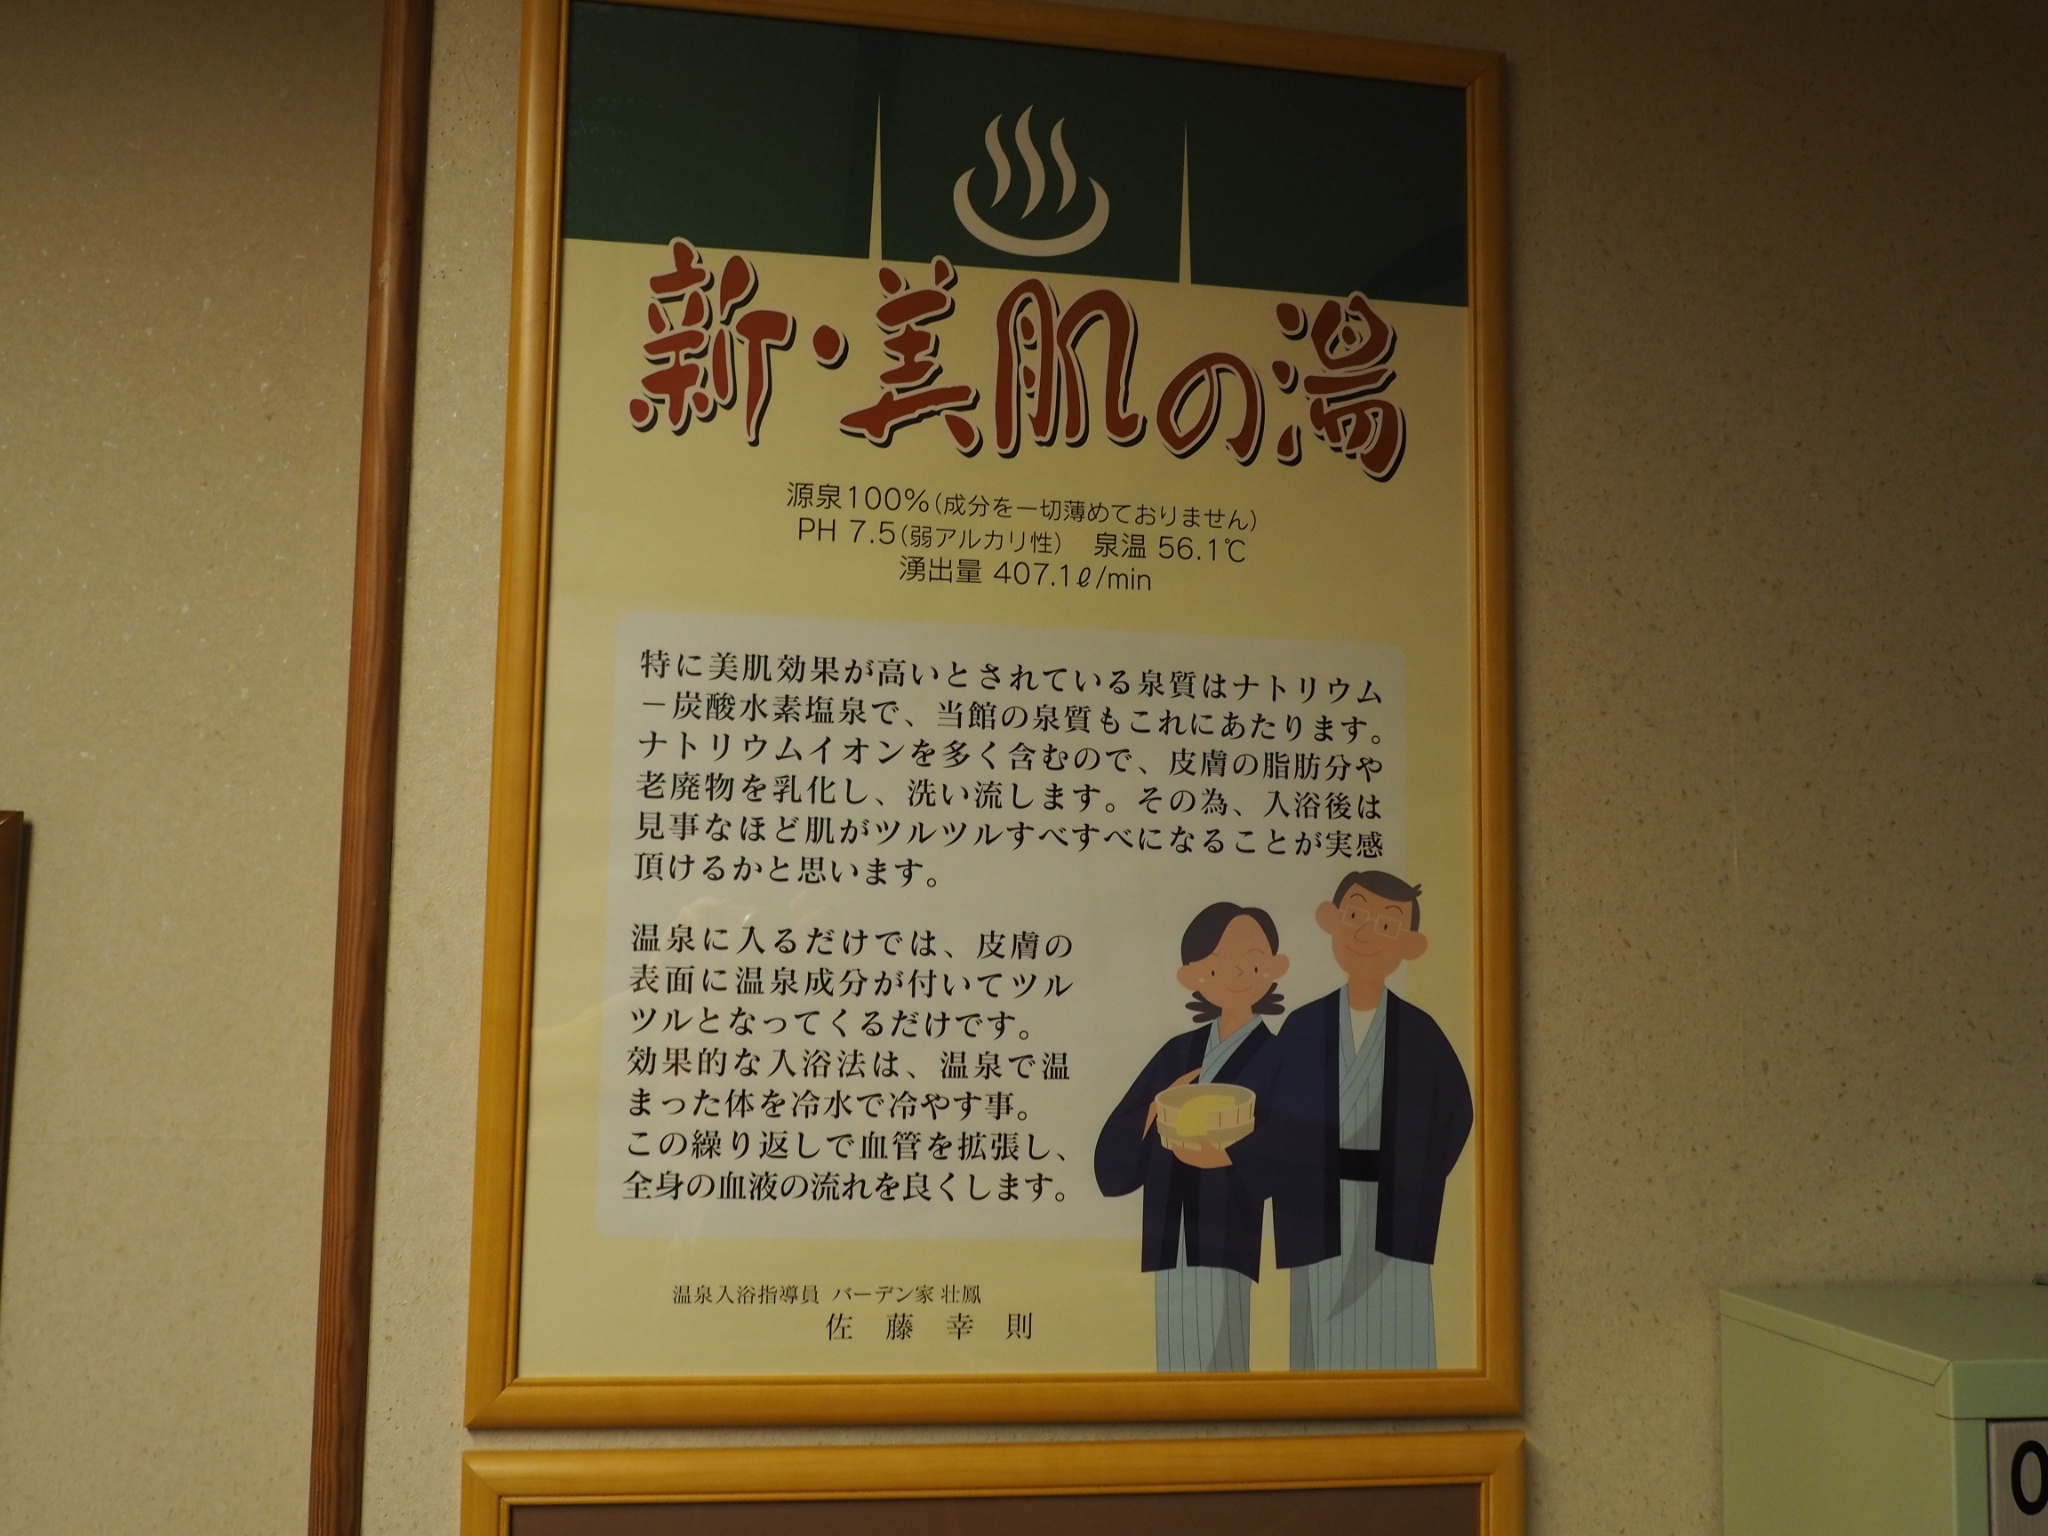 新・美肌の湯
源泉100%(成分を一切薄めておりません)
PH 7.5(弱アルカリ性) 泉温 56.1℃
湧出量 407.1ℓ/min
特に美肌効果が高いとされている泉質はナトリウム
－炭酸水素塩泉で、当館の泉質もこれにあたります。
ナトリウムイオンを多く含むので、皮膚の脂肪分や
老廃物を乳化し、洗い流します。その為、入浴後は
見事なほど肌がツルツルすべすべになることが実感
頂けるかと思います。
温泉に入るだけでは、皮膚の
表面に温泉成分が付いてツル
ツルとなってくるだけです。
効果的な入浴法は、温泉で温
まった体を冷水で冷やす事。
この繰り返しで血管を拡張し、
全身の血液の流れを良くします。
温泉入浴指導員 バーデン家 壮鳳
佐 藤 幸 則
0